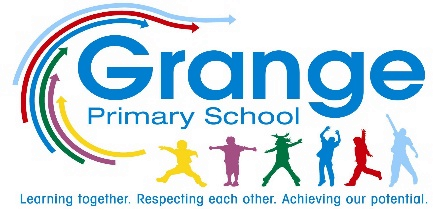 Grange
Primary School
Learning together. Respecting each other. Achieving our potential.